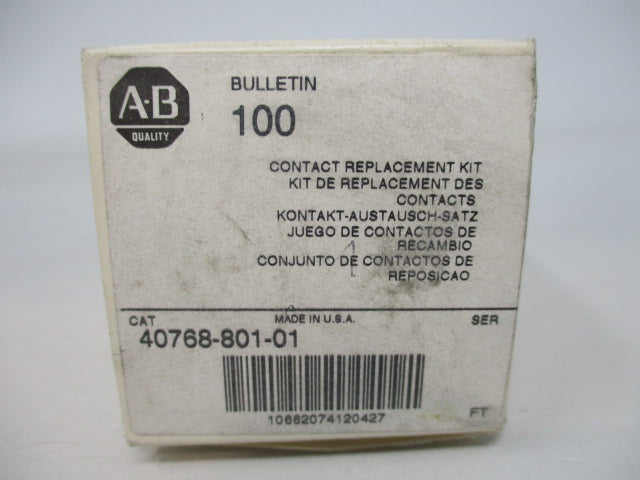 A·B
QUALITY
BULLETIN
100
CONTACT REPLACEMENT KIT
KIT DE REPLACEMENT DES
CONTACTS
KONTAKT-AUSTAUSCH-SATZ
JUEGO DE CONTACTOS DE
RECAMBIO
CONJUNTO DE CONTACTOS DE
REPOSICAO
CAT MADE IN U.S.A. SER
40768-801-01
10662074120427
FT